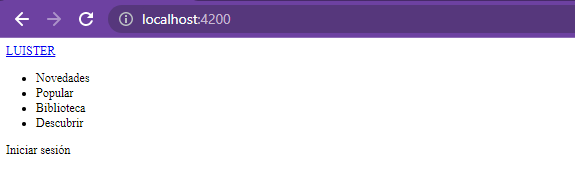 localhost:4200
LUISTER
Novedades
Popular
Biblioteca
Descubrir
Iniciar sesión